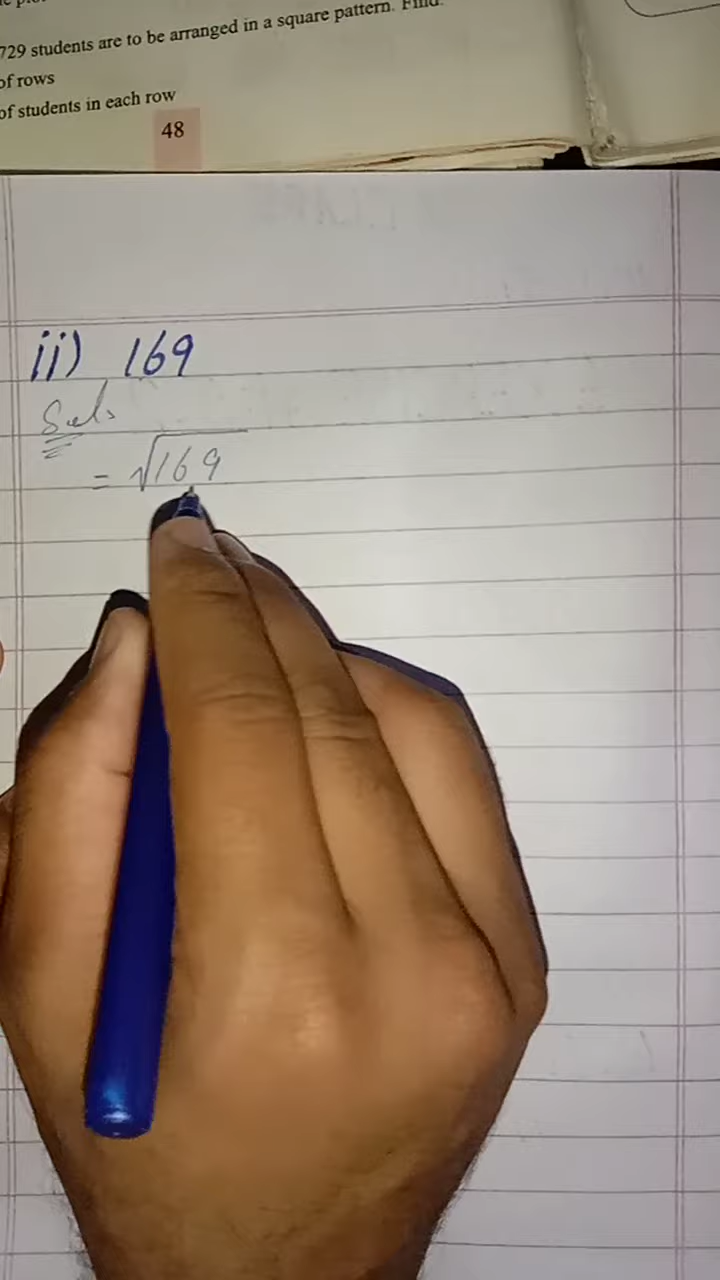 729 students are to be arranged in a square pattern. Find
of rows
of students in each row
48
ii) 169
Sol.
= √169